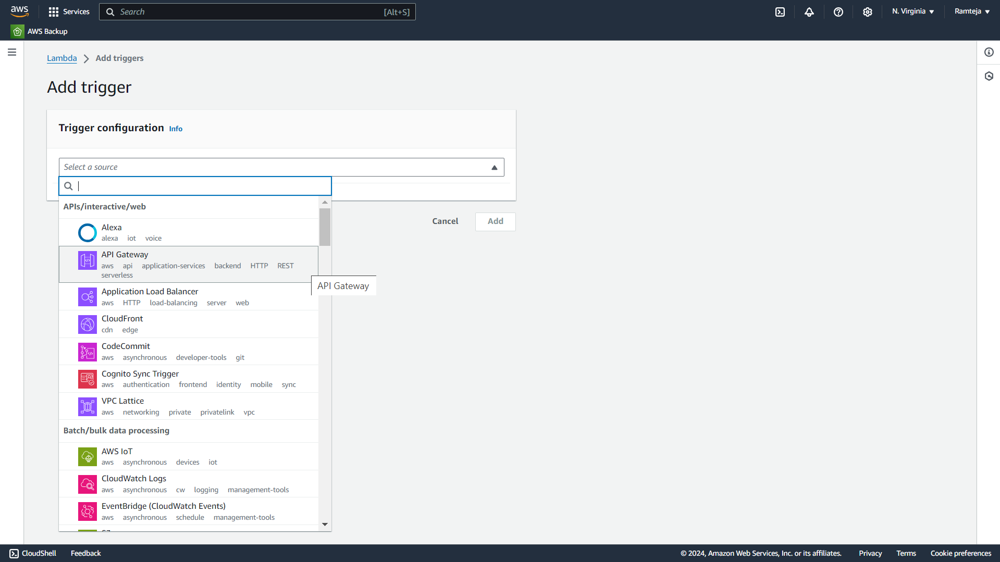 aws Services Search [Alt+S] N. Virginia Ramteja
AWS Backup
Lambda Add triggers
Add trigger
Trigger configuration Info
Select a source
APIs/interactive/web
Alexa
alexa iot voice
API Gateway
aws api application-services backend HTTP REST
serverless
API Gateway
Application Load Balancer
aws HTTP load-balancing server web
CloudFront
cdn edge
CodeCommit
aws asynchronous developer-tools git
Cognito Sync Trigger
aws authentication frontend identity mobile sync
VPC Lattice
aws networking private privatelink vpc
Batch/bulk data processing
AWS IoT
aws asynchronous devices iot
CloudWatch Logs
aws asynchronous cw logging management-tools
EventBridge (CloudWatch Events)
aws asynchronous schedule management-tools
Cancel Add
CloudShell Feedback © 2024, Amazon Web Services, Inc. or its affiliates. Privacy Terms Cookie preferences